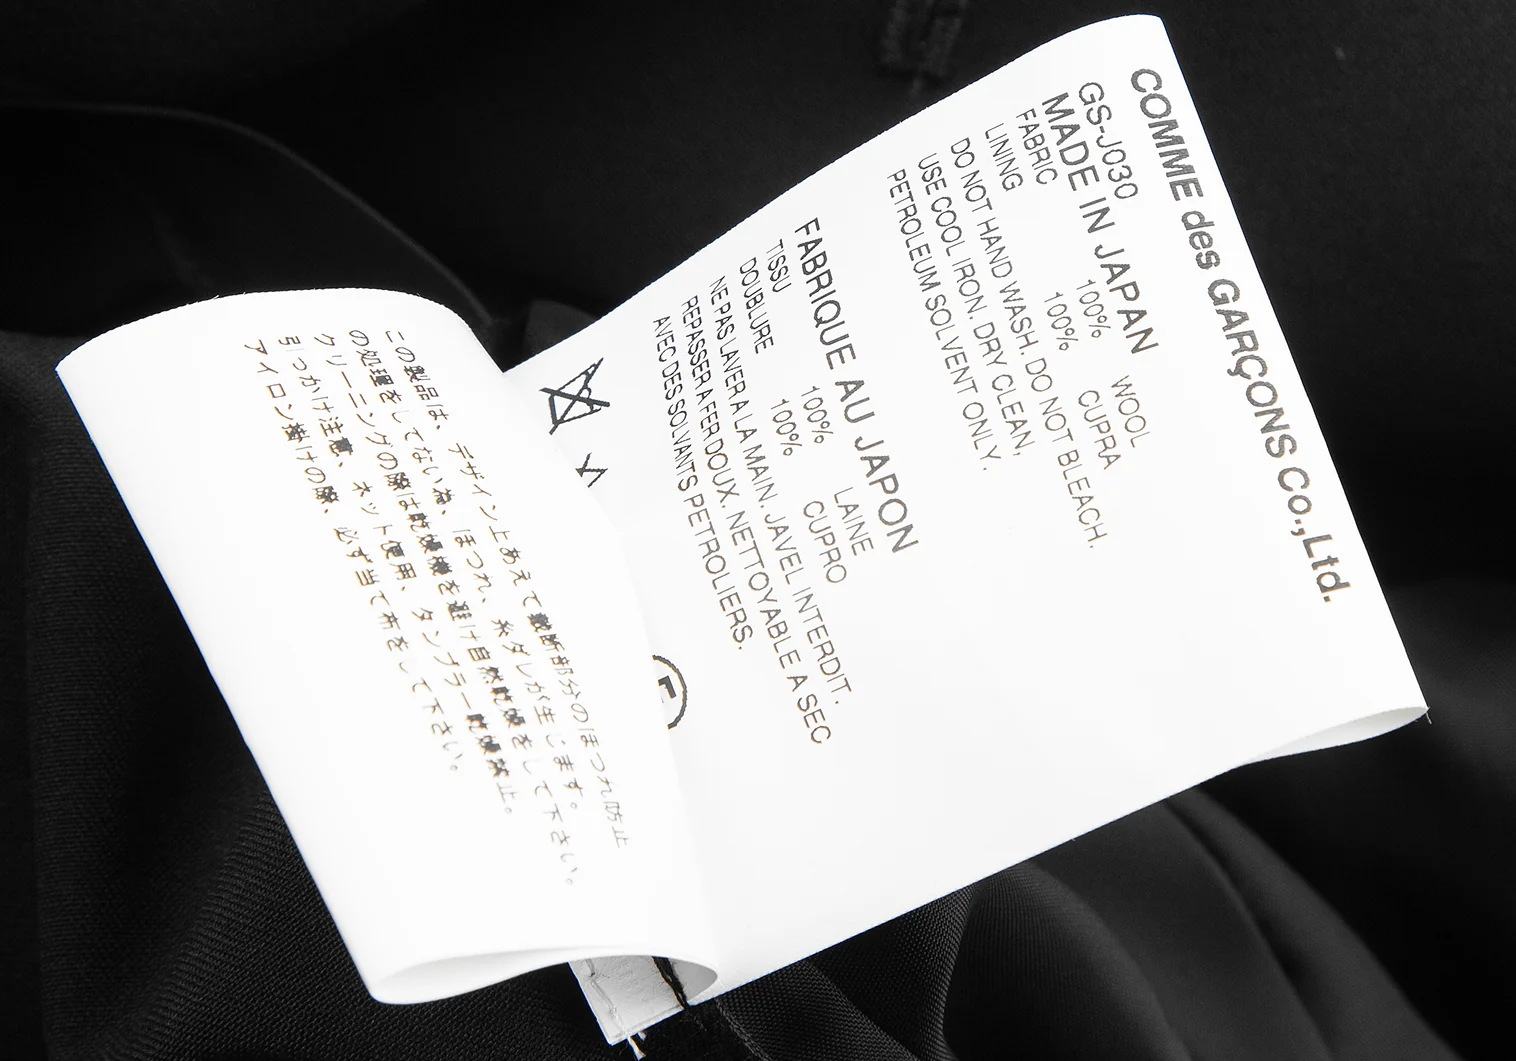 COMME des GARÇONS Co.,Ltd.
GS-J030
MADE IN JAPAN
FABRIC 100% WOOL
LINING 100% CUPRA
DO NOT HAND WASH. DO NOT BLEACH.
USE COOL IRON. DRY CLEAN,
PETROLEUM SOLVENT ONLY.
FABRIQUE AU JAPON
TISSU 100% LAINE
DOUBLURE 100% CUPRO
NE PAS LAVER A LA MAIN. JAVEL INTERDIT.
REPASSER A FER DOUX. NETTOYABLE A SEC
AVEC DES SOLVANTS PETROLIERS.
この製品は、デザイン上あえて裁断部分のほつれ防止
の処理をしてない為、ほつれ、糸ダレが生じます。
クリーニングの際は乾燥機を避け自然乾燥をして下さい。
引っかけ注意、ネット使用、タンブラー乾燥禁止。
アイロン掛けの際、必ず当て布をして下さい。